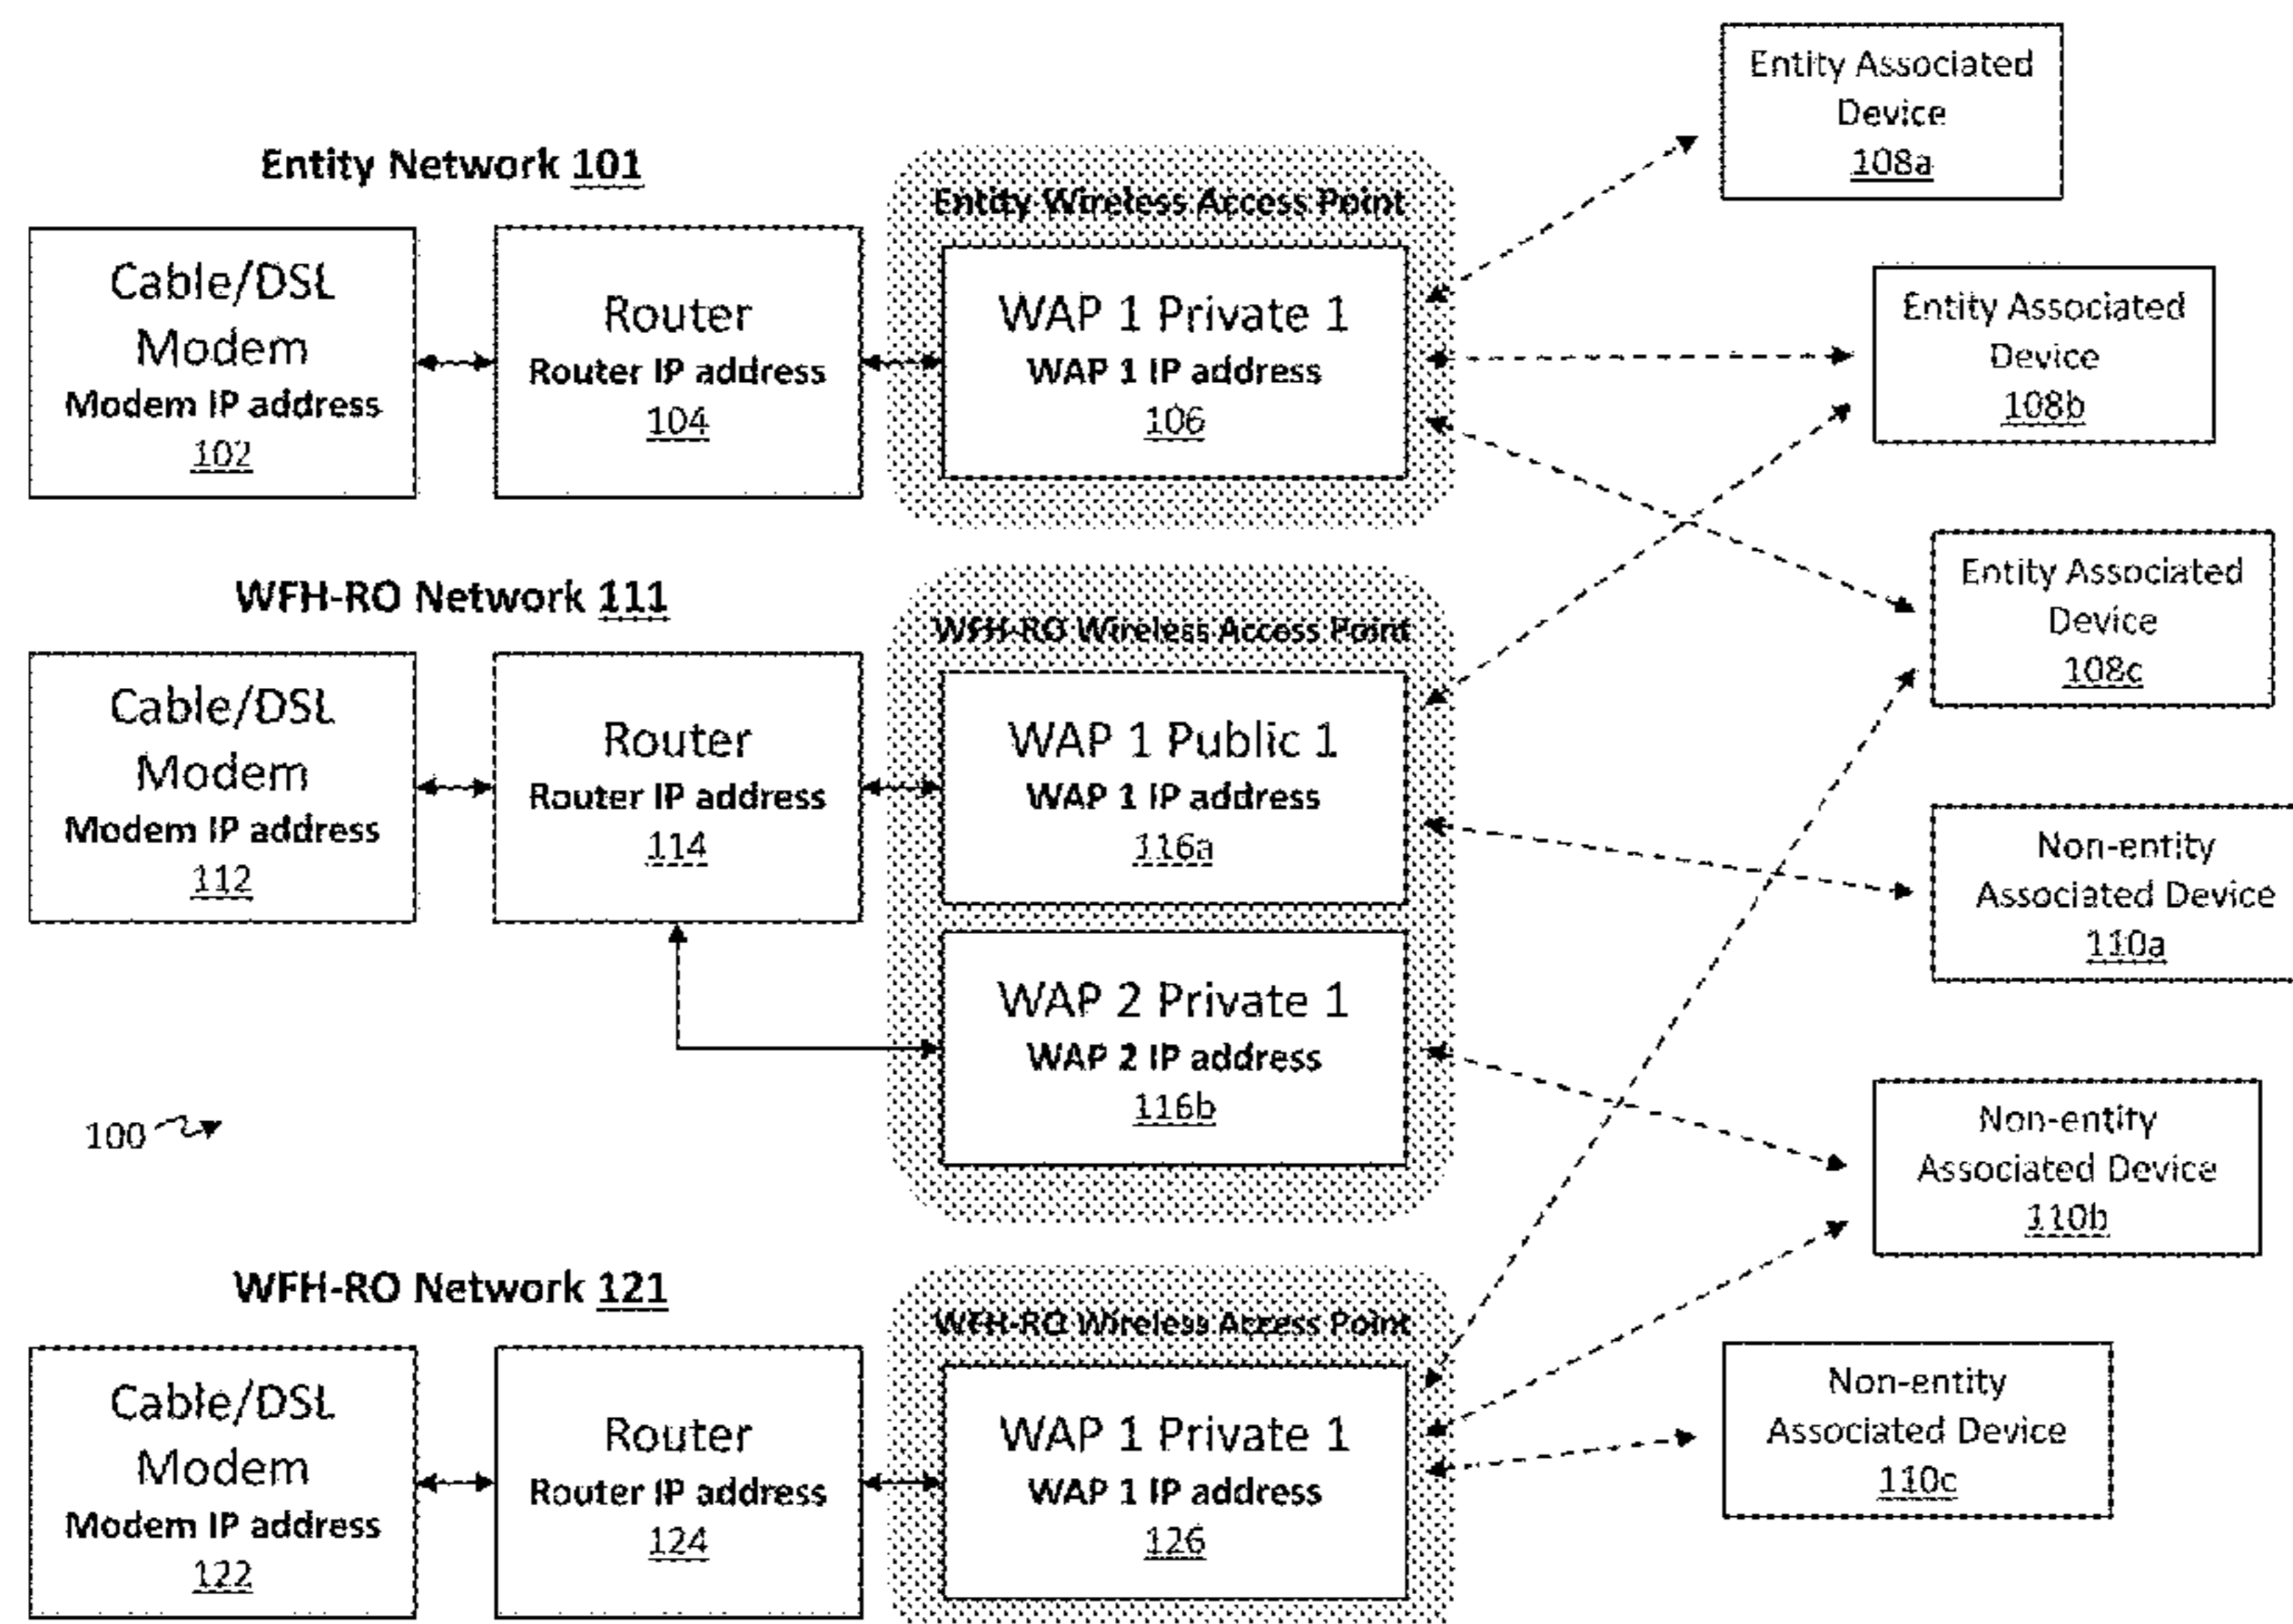 Entity Network 101
Cable/DSL
Modem
Modem IP address
102
Router
Router IP address
104
Entity Wireless Access Point
WAP 1 Private 1
WAP 1 IP address
106
Entity Associated
Device
108a
Entity Associated
Device
108b
Entity Associated
Device
108c
WFH-RO Network 111
Cable/DSL
Modem
Modem IP address
112
Router
Router IP address
114
WFH-RO Wireless Access Point
WAP 1 Public 1
WAP 1 IP address
116a
WAP 2 Private 1
WAP 2 IP address
116b
Non-entity
Associated Device
110a
Non-entity
Associated Device
110b
100
WFH-RO Network 121
Cable/DSL
Modem
Modem IP address
122
Router
Router IP address
124
WFH-RO Wireless Access Point
WAP 1 Private 1
WAP 1 IP address
126
Non-entity
Associated Device
110c